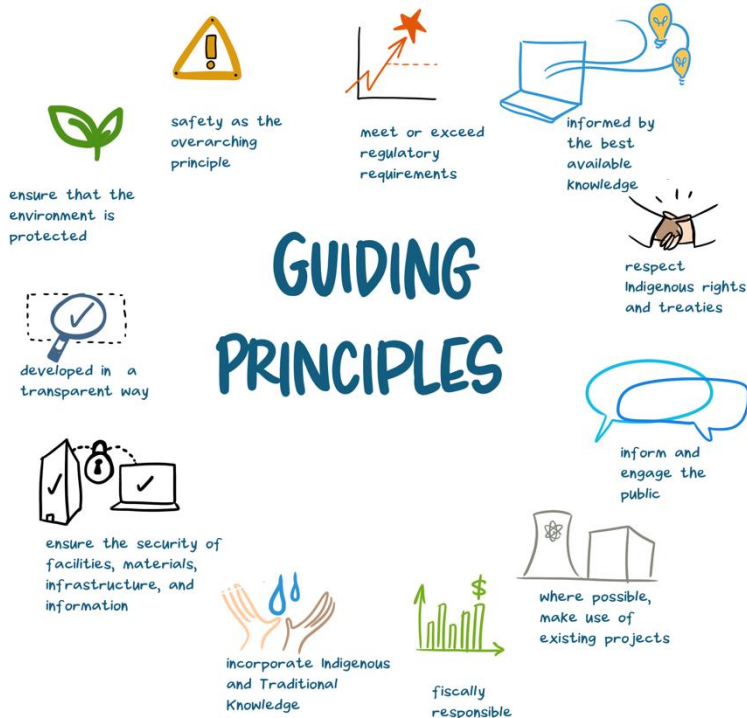 safety as the
overarching
principle
meet or exceed
regulatory
requirements
informed by
the best
available
knowledge
ensure that the
environment is
protected
GUIDING
PRINCIPLES
respect
Indigenous rights
and treaties
developed in a
transparent way
inform and
engage the
public
ensure the security of
facilities, materials,
infrastructure, and
information
$
where possible,
make use of
existing projects
incorporate Indigenous
and Traditional
Knowledge
fiscally
responsible